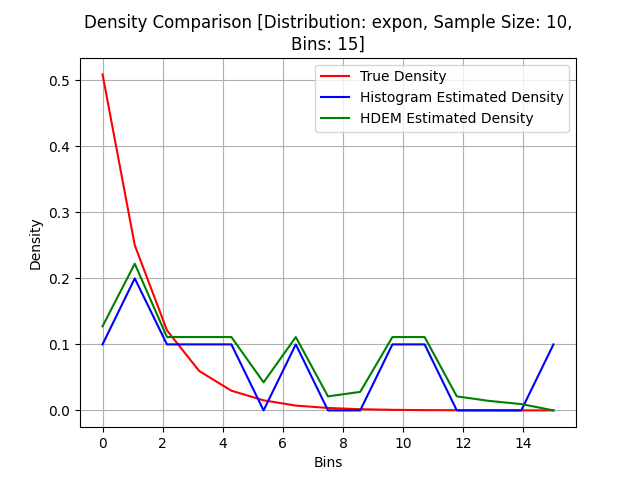 Density Comparison [Distribution: expon, Sample Size: 10,
Bins: 15]
True Density
Histogram Estimated Density
HDEM Estimated Density
Density
0.5
0.4
0.3
0.2
0.1
0.0
0 2 4 6 8 10 12 14
Bins